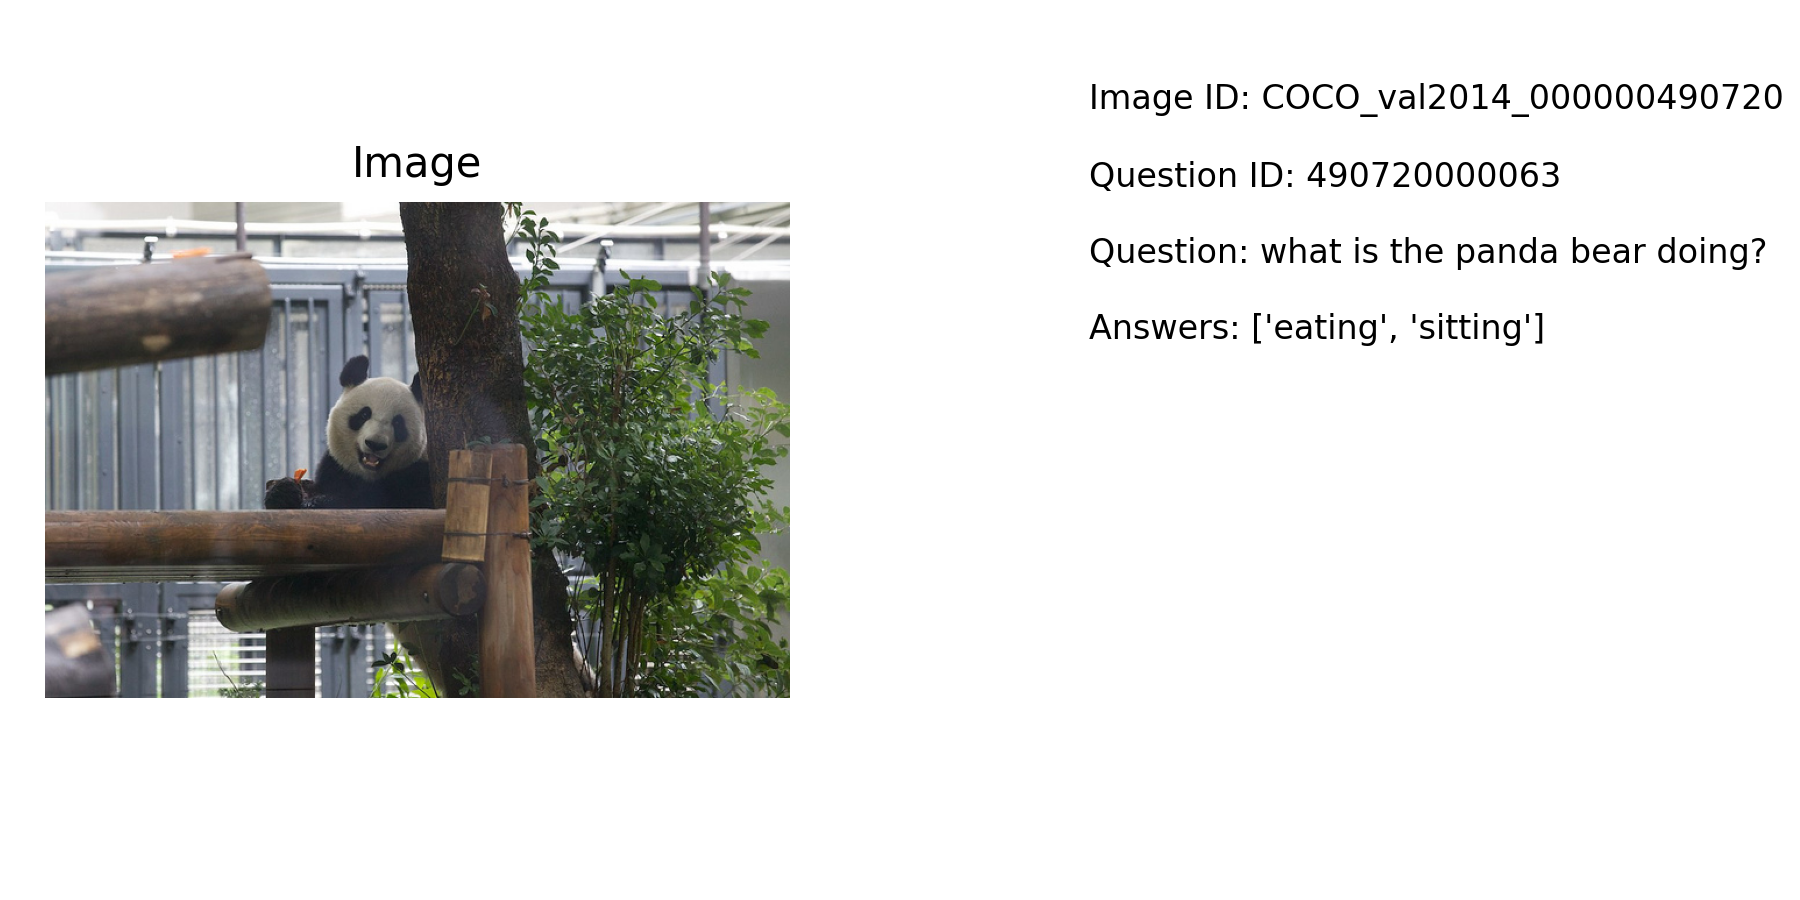 Image
Image ID: COCO_val2014_000000490720
Question ID: 490720000063
Question: what is the panda bear doing?
Answers: ['eating', 'sitting']